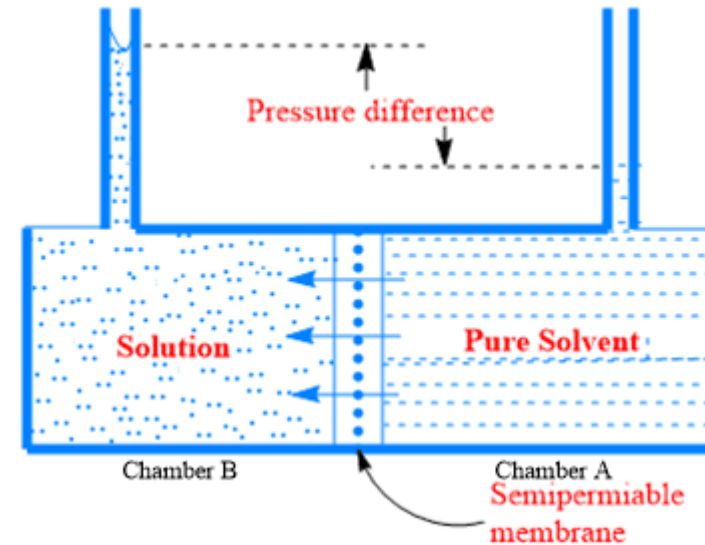 Pressure difference
Solution
Pure Solvent
Chamber B
Chamber A
Semipermiable
membrane